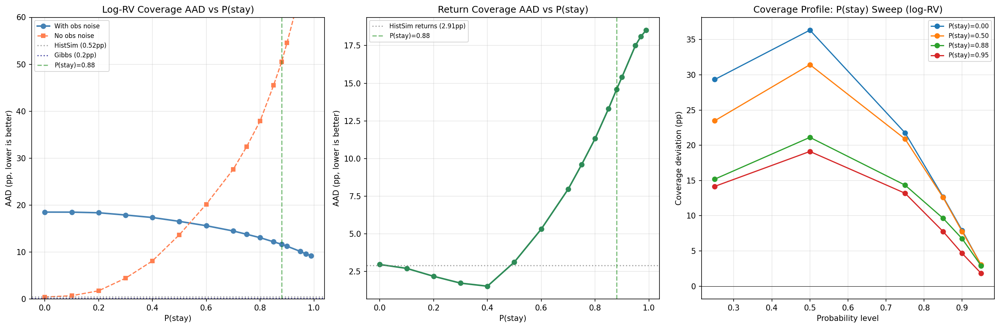 Log-RV Coverage AAD vs P(stay)
AAD (pp, lower is better)
60
50
40
30
20
10
0
With obs noise
No obs noise
HistSim (0.52pp)
Gibbs (0.2pp)
P(stay)=0.88
0.0 0.2 0.4 0.6 0.8 1.0
P(stay)
Return Coverage AAD vs P(stay)
AAD (pp, lower is better)
17.5
15.0
12.5
10.0
7.5
5.0
2.5
HistSim returns (2.91pp)
P(stay)=0.88
0.0 0.2 0.4 0.6 0.8 1.0
P(stay)
Coverage Profile: P(stay) Sweep (log-RV)
Coverage deviation (pp)
35
30
25
20
15
10
5
0
P(stay)=0.00
P(stay)=0.50
P(stay)=0.88
P(stay)=0.95
0.3 0.4 0.5 0.6 0.7 0.8 0.9
Probability level